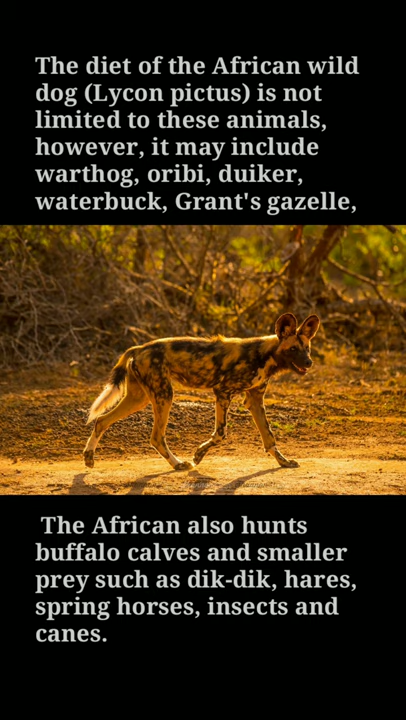 The diet of the African wild
dog (Lycon pictus) is not
limited to these animals,
however, it may include
warthog, oribi, duiker,
waterbuck, Grant's gazelle,
The African also hunts
buffalo calves and smaller
prey such as dik-dik, hares,
spring horses, insects and
canes.